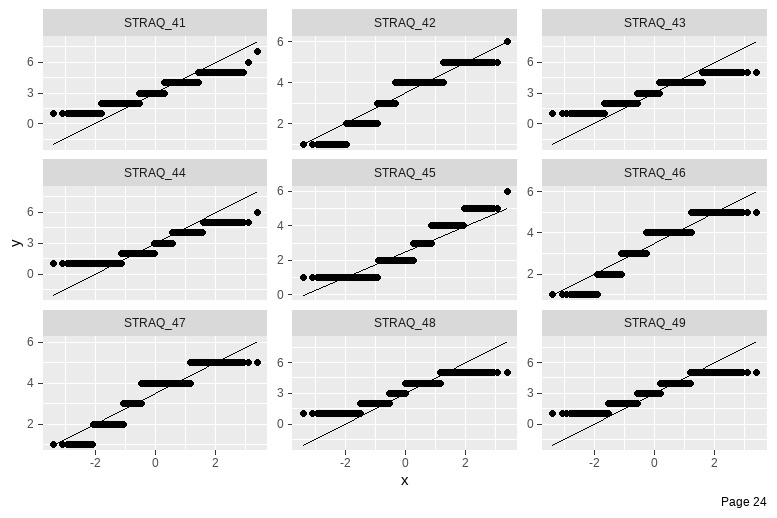 STRAQ_41 STRAQ_42 STRAQ_43
6 6
6
4
3 3
2
0 0
STRAQ_44 STRAQ_45 STRAQ_46
6 6
6
4 4
3
2 2
0
0
y
STRAQ_47 STRAQ_48 STRAQ_49
6
6 6
4
3 3
2
0 0
-2 0 2 -2 0 2 -2 0 2
x
Page 24